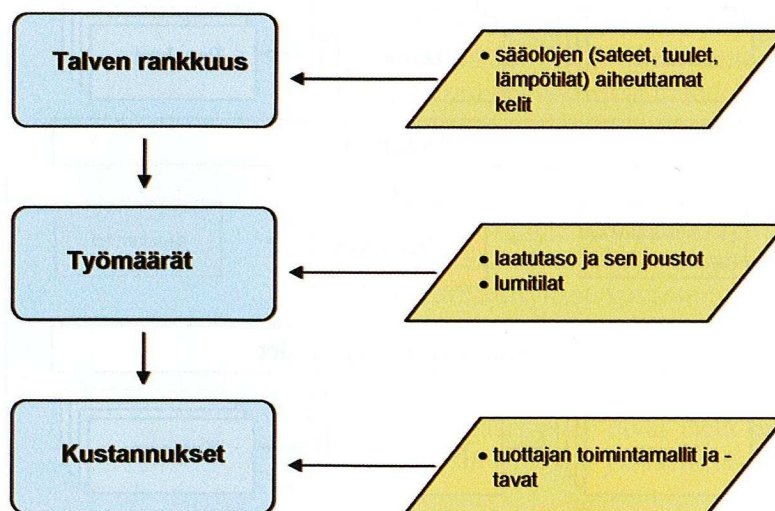 Talven rankkuus
• sääolojen (sateet, tuulet,
lämpötilat) aiheuttamat
kelit
Työmäärät
• laatutaso ja sen joustot
• lumitilat
Kustannukset
• tuottajan toimintamallit ja -
tavat